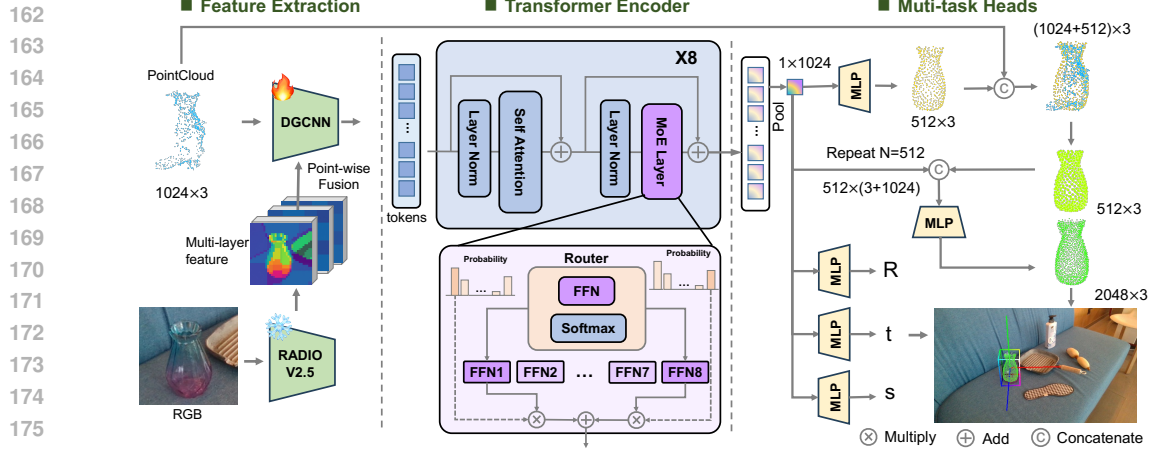 162
163
164
165
166
167
168
169
170
171
172
173
174
175
Feature Extraction
Transformer Encoder
Muti-task Heads
PointCloud
1024×3
DGCNN
Point-wise
Fusion
Multi-layer
feature
RGB
RADIO
V2.5
tokens
...
...
X8
Layer Norm
Self Attention
Layer Norm
MoE Layer
Probability
...
Router
FFN
Softmax
Probability
...
FFN1
FFN2
...
FFN7
FFN8
Pool
1×1024
MLP
512×3
C
(1024+512)×3
Repeat N=512
C
512×(3+1024)
MLP
512×3
2048×3
MLP
R
MLP
t
MLP
s
Multiply
Add
C Concatenate